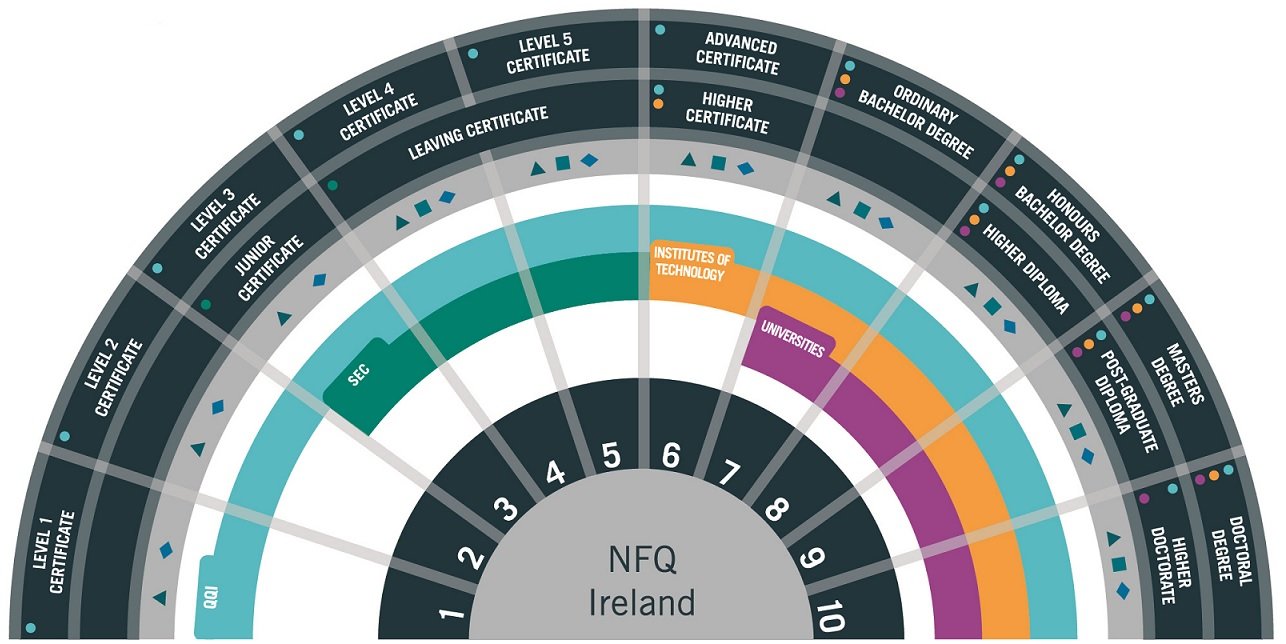 LEVEL 1
CERTIFICATE
LEVEL 2
CERTIFICATE
LEVEL 3
CERTIFICATE
JUNIOR
CERTIFICATE
LEVEL 4
CERTIFICATE
LEVEL 5
CERTIFICATE
LEAVING CERTIFICATE
ADVANCED
CERTIFICATE
HIGHER
CERTIFICATE
ORDINARY
BACHELOR DEGREE
HONOURS
BACHELOR DEGREE
HIGHER DIPLOMA
MASTERS
DEGREE
POST-GRADUATE
DIPLOMA
DOCTORAL
DEGREE
HIGHER
DOCTORATE
QQI
SEC
INSTITUTES OF
TECHNOLOGY
UNIVERSITIES
1
2
3
4
5
6
7
8
9
10
NFQ
Ireland